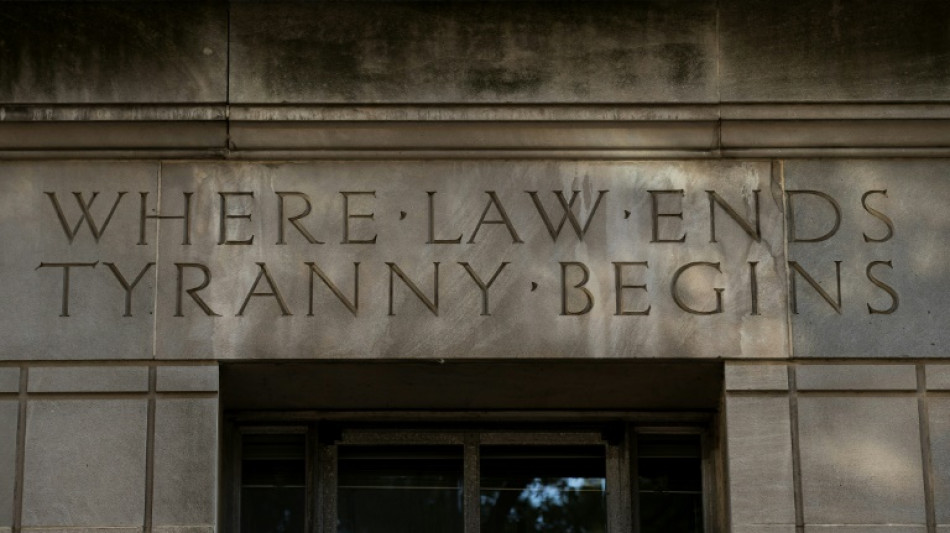 WHERE · LAW · ENDS
TYRANNY · BEGINS